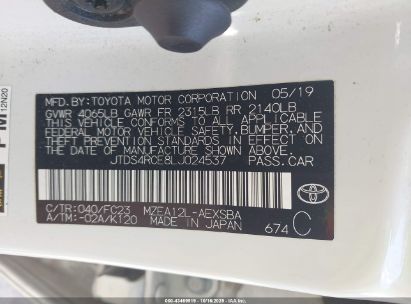 MFD. BY: TOYOTA MOTOR CORPORATION 05/19
GVWR 4065LB GAWR FR 2315LB RR 2140LB
THIS VEHICLE CONFORMS TO ALL APPLICABLE
FEDERAL MOTOR VEHICLE SAFETY, BUMPER, AND
THEFT PREVENTION STANDARDS IN EFFECT ON
THE DATE OF MANUFACTURE SHOWN ABOVE.
JTDS4RCE8LJ024537 PASS.CAR
C/TR:040/FC23 MZEA12L-AEXSBA
A/TM:-02A/K120 MADE IN JAPAN 674 C
TOYOTA
12N20